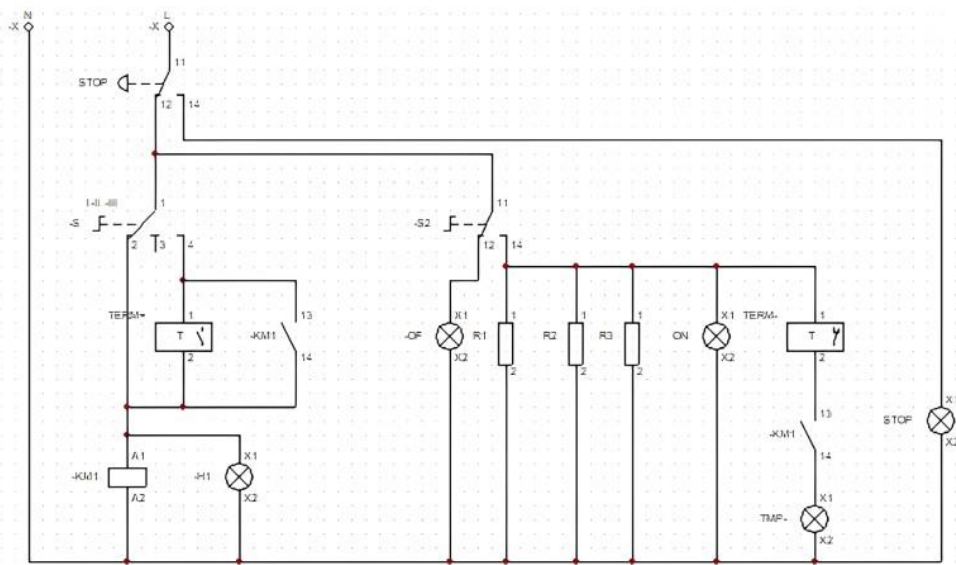 N
L
-X
-X
11
STOP
12
14
I -II -III
1
-S
2
3
4
11
-S2
12
14
TERM+
1
T
2
13
-KM1
14
X1
-OF
X2
1
R1
2
1
R2
2
1
R3
2
X1
ON
X2
TERM-
1
T
2
13
-KM1
14
X1
STOP
X2
A1
-KM1
A2
X1
-H1
X2
X1
TMP-
X2